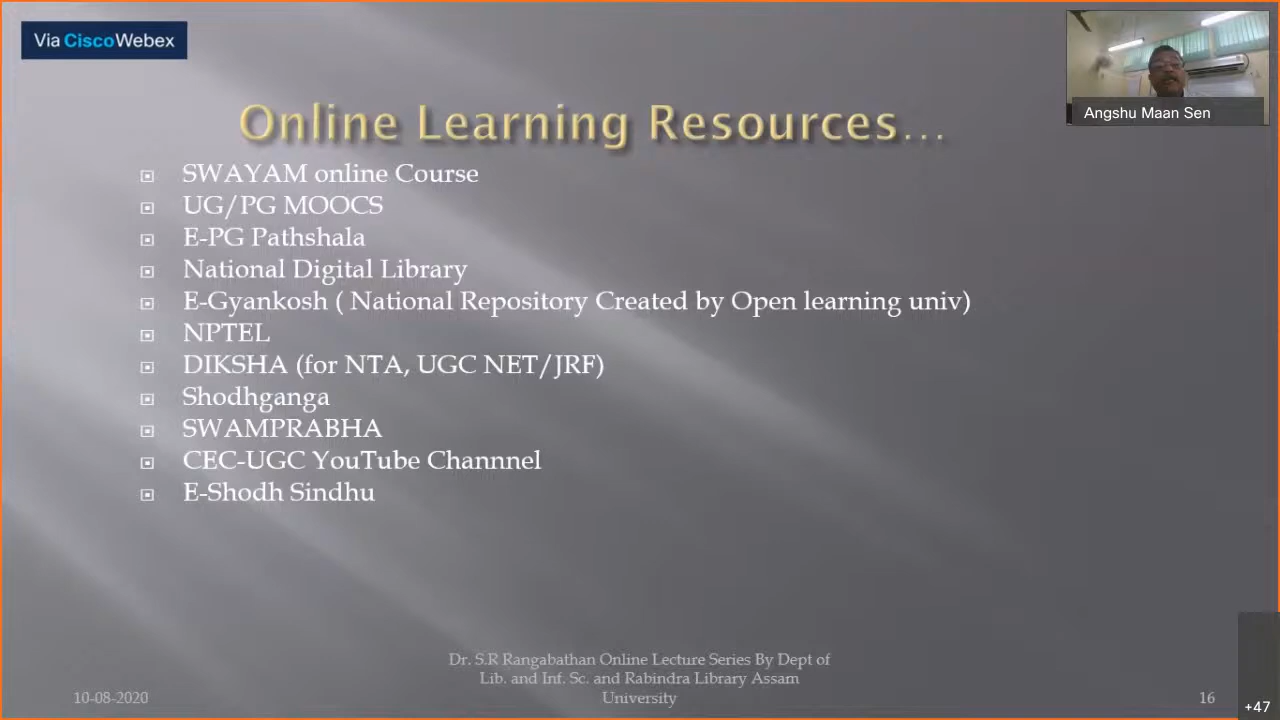 Via CiscoWebex
Angshu Maan Sen
Online Learning Resources...
SWAYAM online Course
UG/PG MOOCS
E-PG Pathshala
National Digital Library
E-Gyankosh ( National Repository Created by Open learning univ)
NPTEL
DIKSHA (for NTA, UGC NET/JRF)
Shodhganga
SWAMPRABHA
CEC-UGC YouTube Channnel
E-Shodh Sindhu
Dr. S.R Rangabathan Online Lecture Series By Dept of
Lib. and Inf. Sc. and Rabindra Library Assam
University
10-08-2020
16
+47